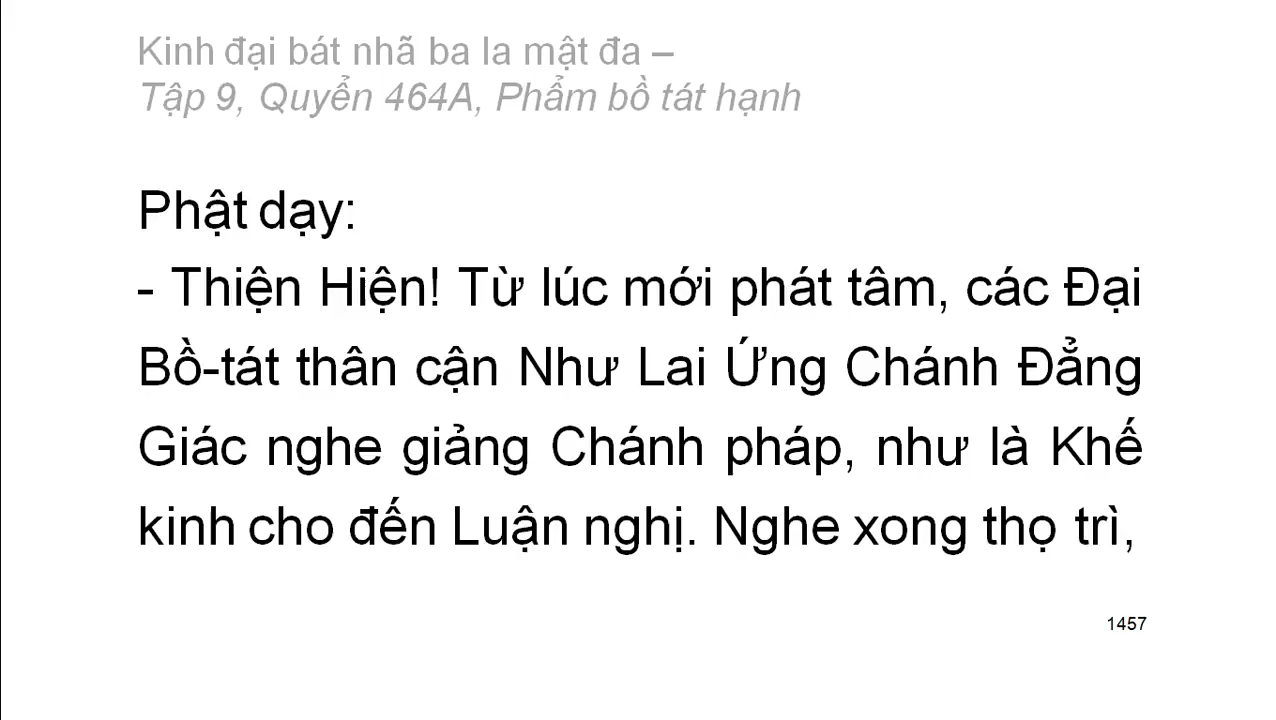 Kinh đại bát nhã ba la mật đa –
Tập 9, Quyển 464A, Phẩm bồ tát hạnh
Phật dạy:
- Thiện Hiện! Từ lúc mới phát tâm, các Đại
Bồ-tát thân cận Như Lai Ứng Chánh Đẳng
Giác nghe giảng Chánh pháp, như là Khế
kinh cho đến Luận nghị. Nghe xong thọ trì,
1457